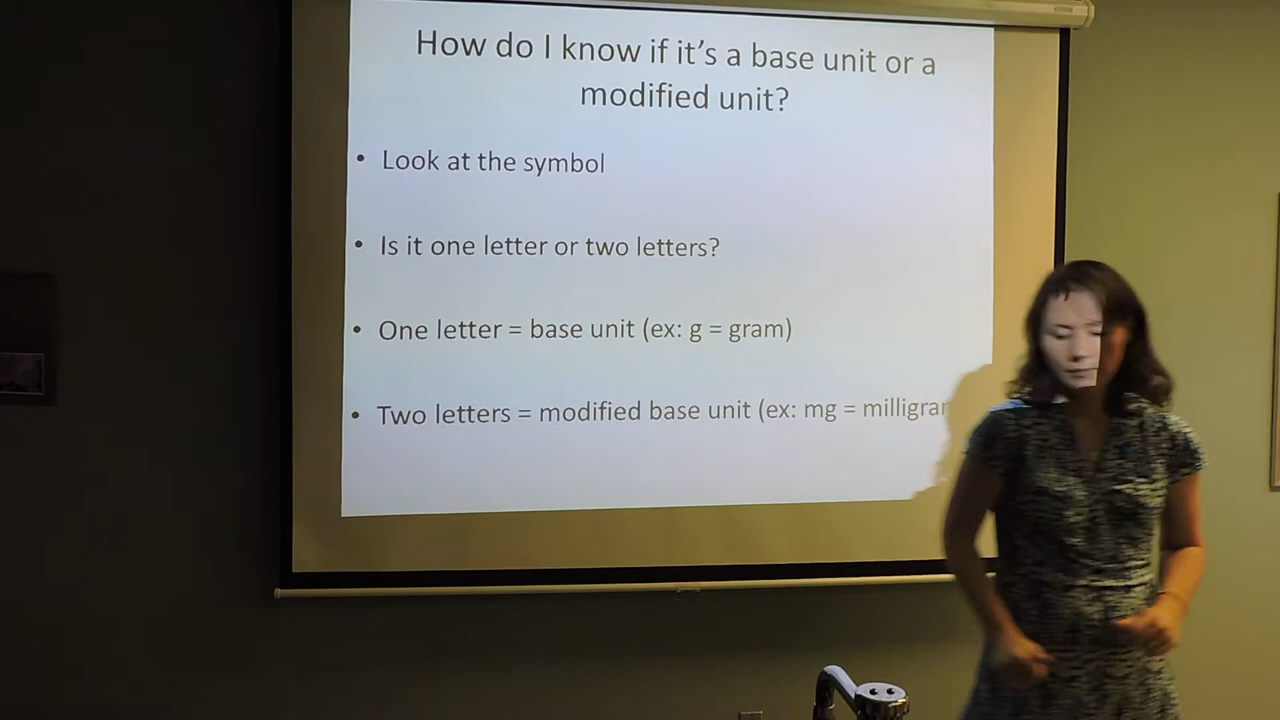 How do I know if it's a base unit or a
modified unit?
• Look at the symbol
• Is it one letter or two letters?
• One letter = base unit (ex: g = gram)
• Two letters = modified base unit (ex: mg = milligra